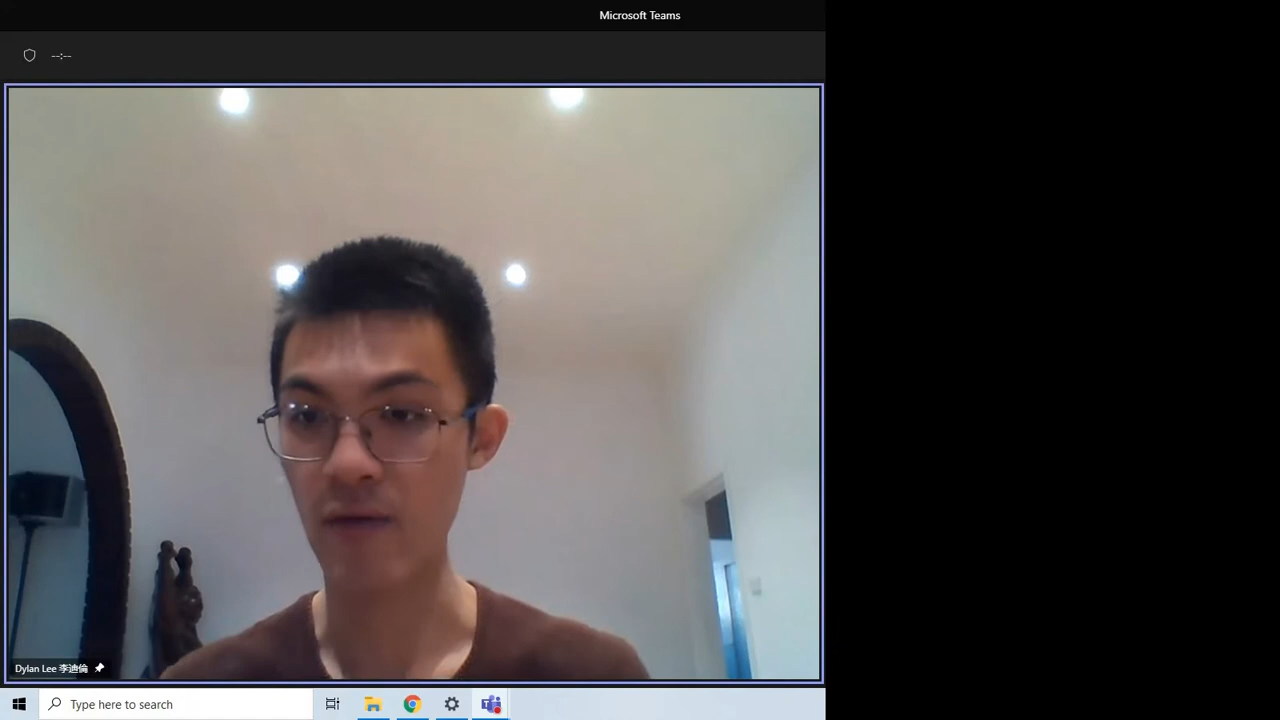 Microsoft Teams
--:--
Dylan Lee 李迪倫
Type here to search